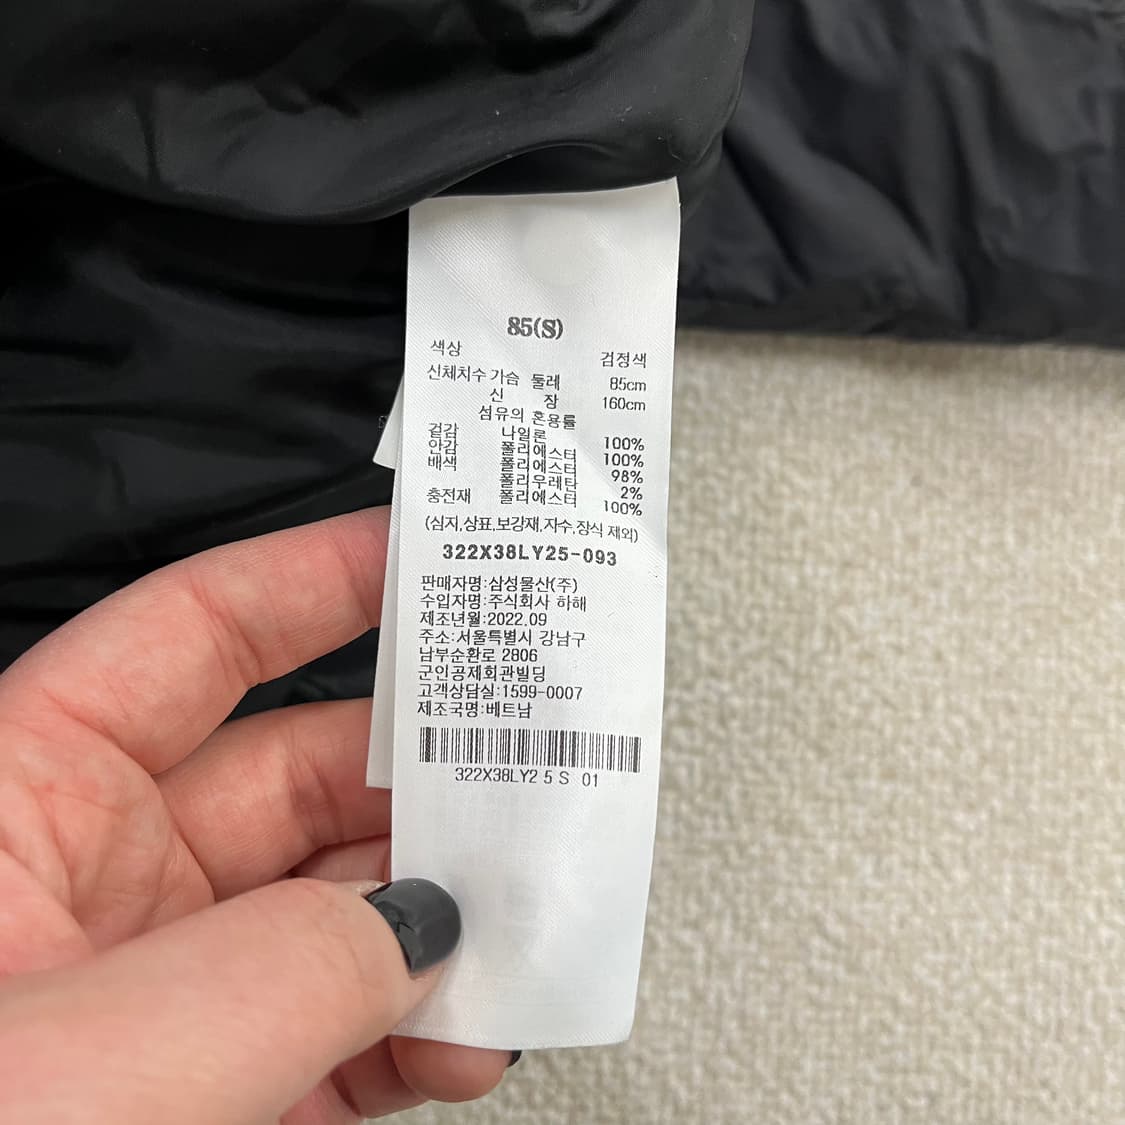 85(S)
색상 검정색
신체치수 가슴 둘레 85cm
신 장 160cm
섬유의 혼용률
겉감 나일론 100%
안감 폴리에스터 100%
배색 폴리에스터 98%
폴리우레탄 2%
충전재 폴리에스터 100%
(심지,상표,보강재,자수,장식 제외)
322X38LY25-093
판매자명:삼성물산(주)
수입자명:주식회사 하해
제조년월:2022.09
주소:서울특별시 강남구
남부순환로 2806
군인공제회관빌딩
고객상담실:1599-0007
제조국명:베트남
322X38LY2 5 S 01